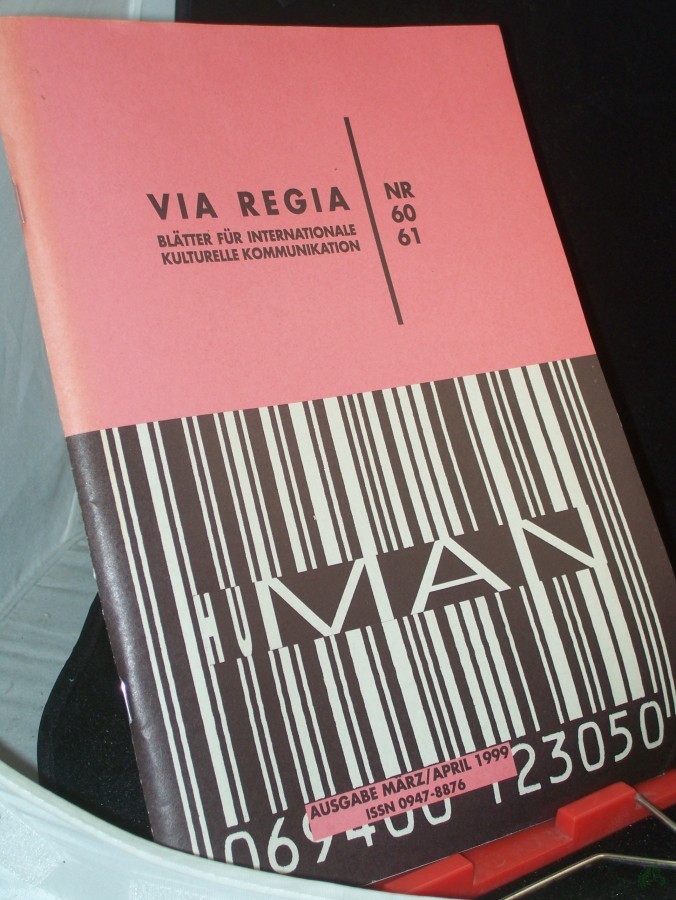 VIA REGIA
BLÄTTER FÜR INTERNATIONALE
KULTURELLE KOMMUNIKATION
NR
60
61
HUMAN
AUSGABE MÄRZ/APRIL 1999
ISSN 0947-8876
069400 123050